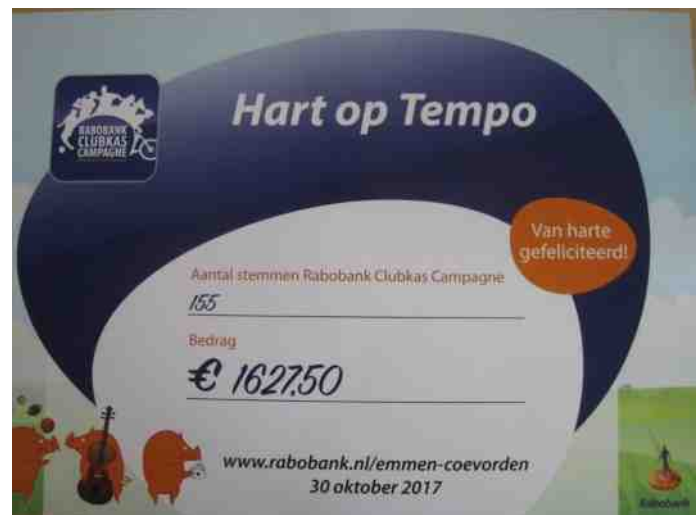 RABOBANK
CLUBKAS
CAMPAGNE
Hart op Tempo
Van harte
gefeliciteerd!
Aantal stemmen Rabobank Clubkas Campagne
155
Bedrag
€ 1627,50
www.rabobank.nl/emmen-coevorden
30 oktober 2017
Rabobank